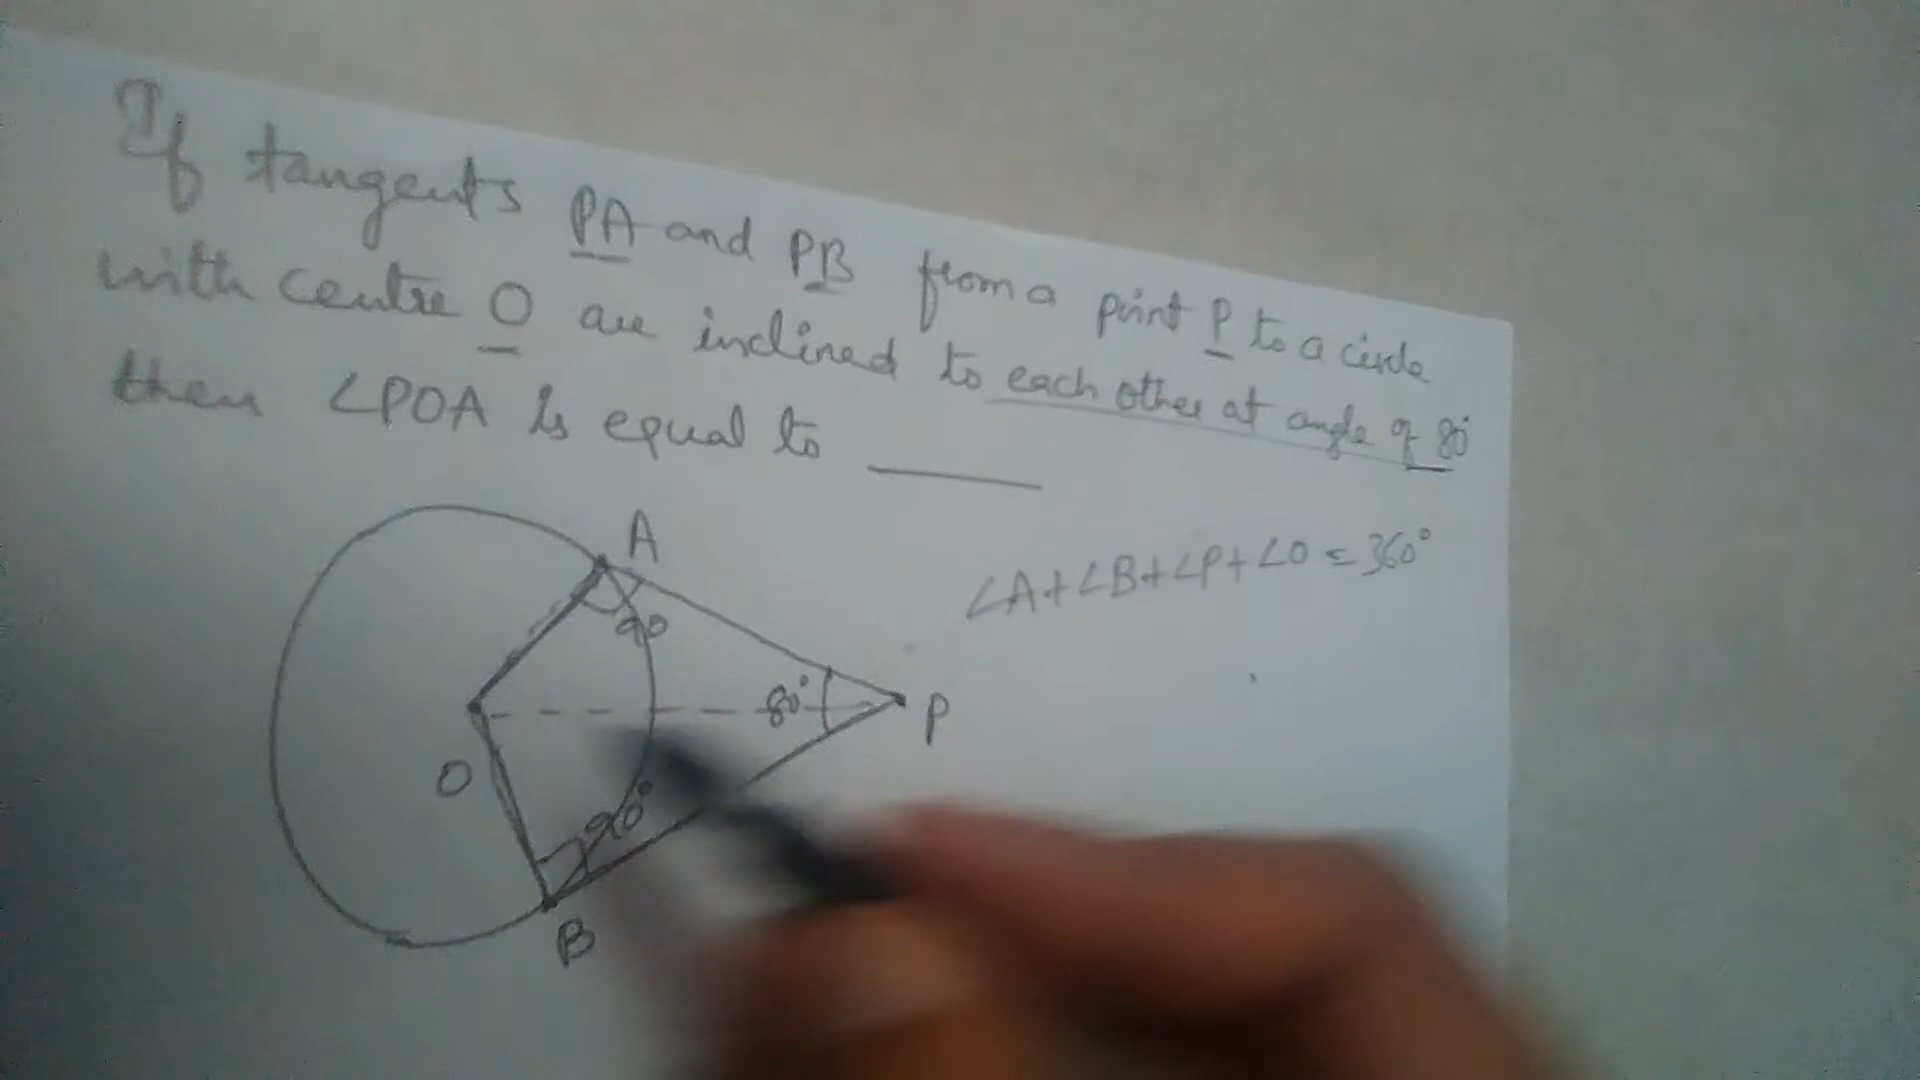 If tangents PA and PB from a point P to a circle
with centre O are inclined to each other at angle of 80°
then ∠POA is equal to ____
A
∠A+∠B+∠P+∠O = 360°
90
80°
P
O
90°
B